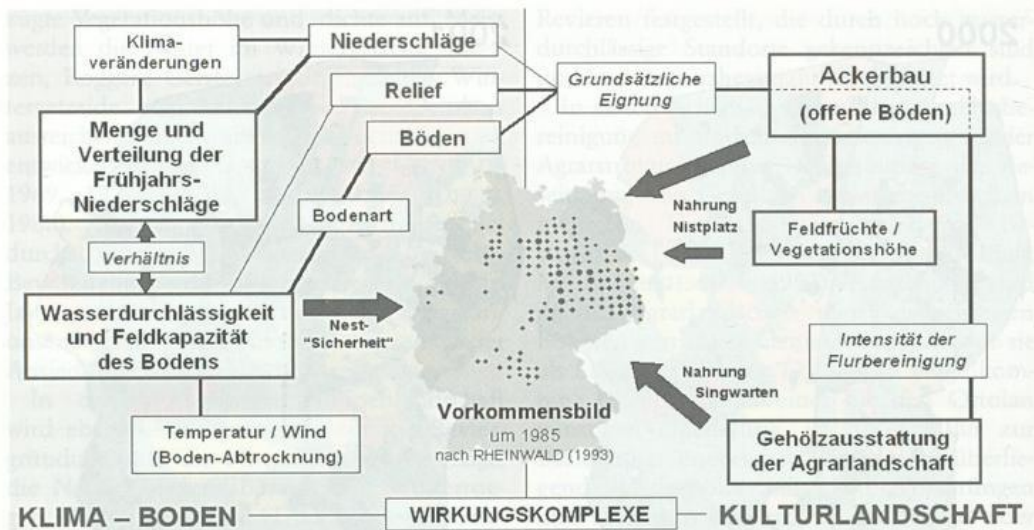 Klima-
veränderungen
Niederschläge
Relief
Böden
Grundsätzliche
Eignung
Ackerbau
(offene Böden)
Menge und
Verteilung der
Frühjahrs-
Niederschläge
Bodenart
Verhältnis
Nahrung
Nistplatz
Feldfrüchte /
Vegetationshöhe
Wasserdurchlässigkeit
und Feldkapazität
des Bodens
Nest-
"Sicherheit"
Intensität der
Flurbereinigung
Nahrung
Singwarten
Temperatur / Wind
(Boden-Abtrocknung)
Vorkommensbild
um 1985
nach RHEINWALD (1993)
Gehölzausstattung
der Agrarlandschaft
KLIMA – BODEN
WIRKUNGSKOMPLEXE
KULTURLANDSCHAFT